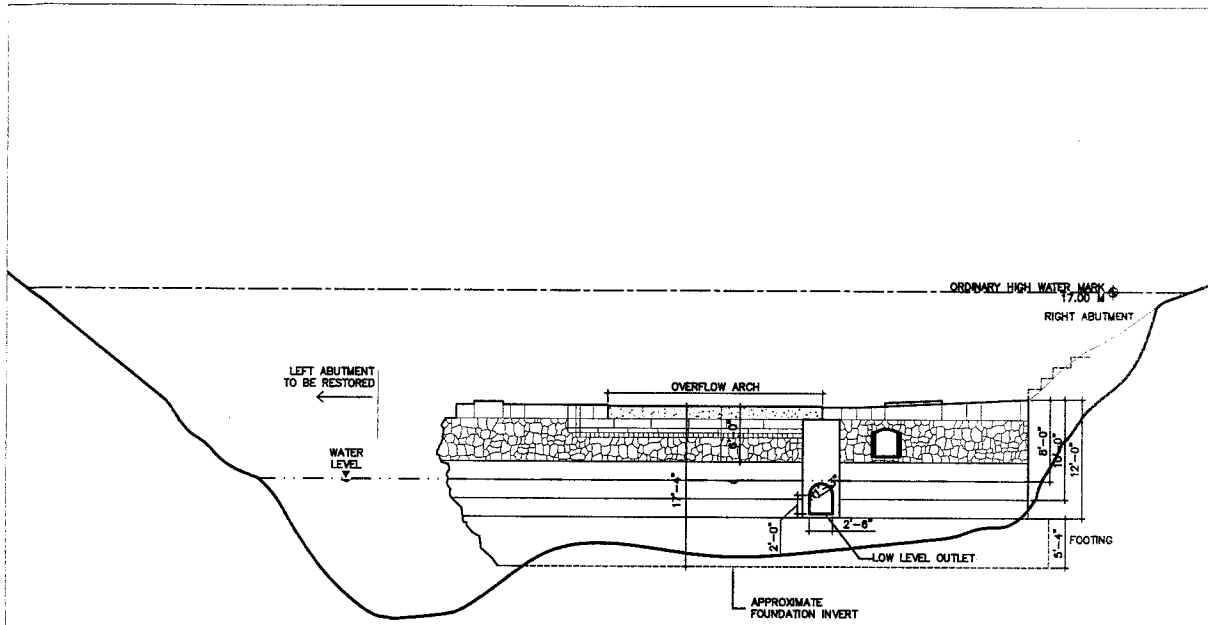 ORDINARY HIGH WATER MARK
17.00 M
RIGHT ABUTMENT
LEFT ABUTMENT
TO BE RESTORED
OVERFLOW ARCH
WATER
LEVEL
6'-0"
8'-0"
10'-0"
12'-0"
17'-4"
2'-0"
2'-6"
5'-4"
FOOTING
LOW LEVEL OUTLET
APPROXIMATE
FOUNDATION INVERT